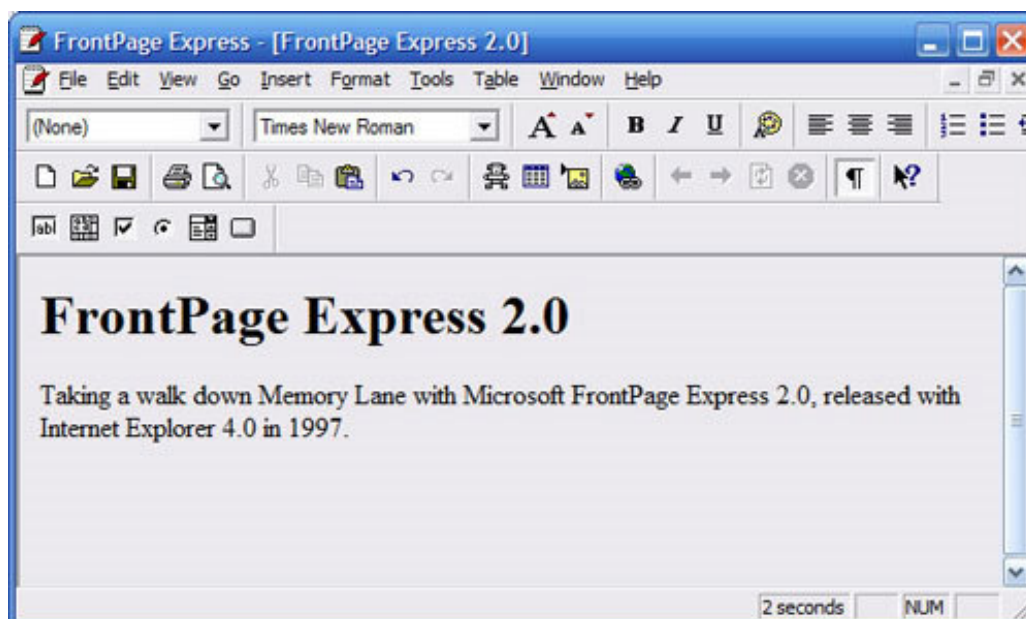 FrontPage Express - [FrontPage Express 2.0]
File Edit View Go Insert Format Tools Table Window Help
(None) Times New Roman A A B I U
abl
FrontPage Express 2.0
Taking a walk down Memory Lane with Microsoft FrontPage Express 2.0, released with
Internet Explorer 4.0 in 1997.
2 seconds NUM